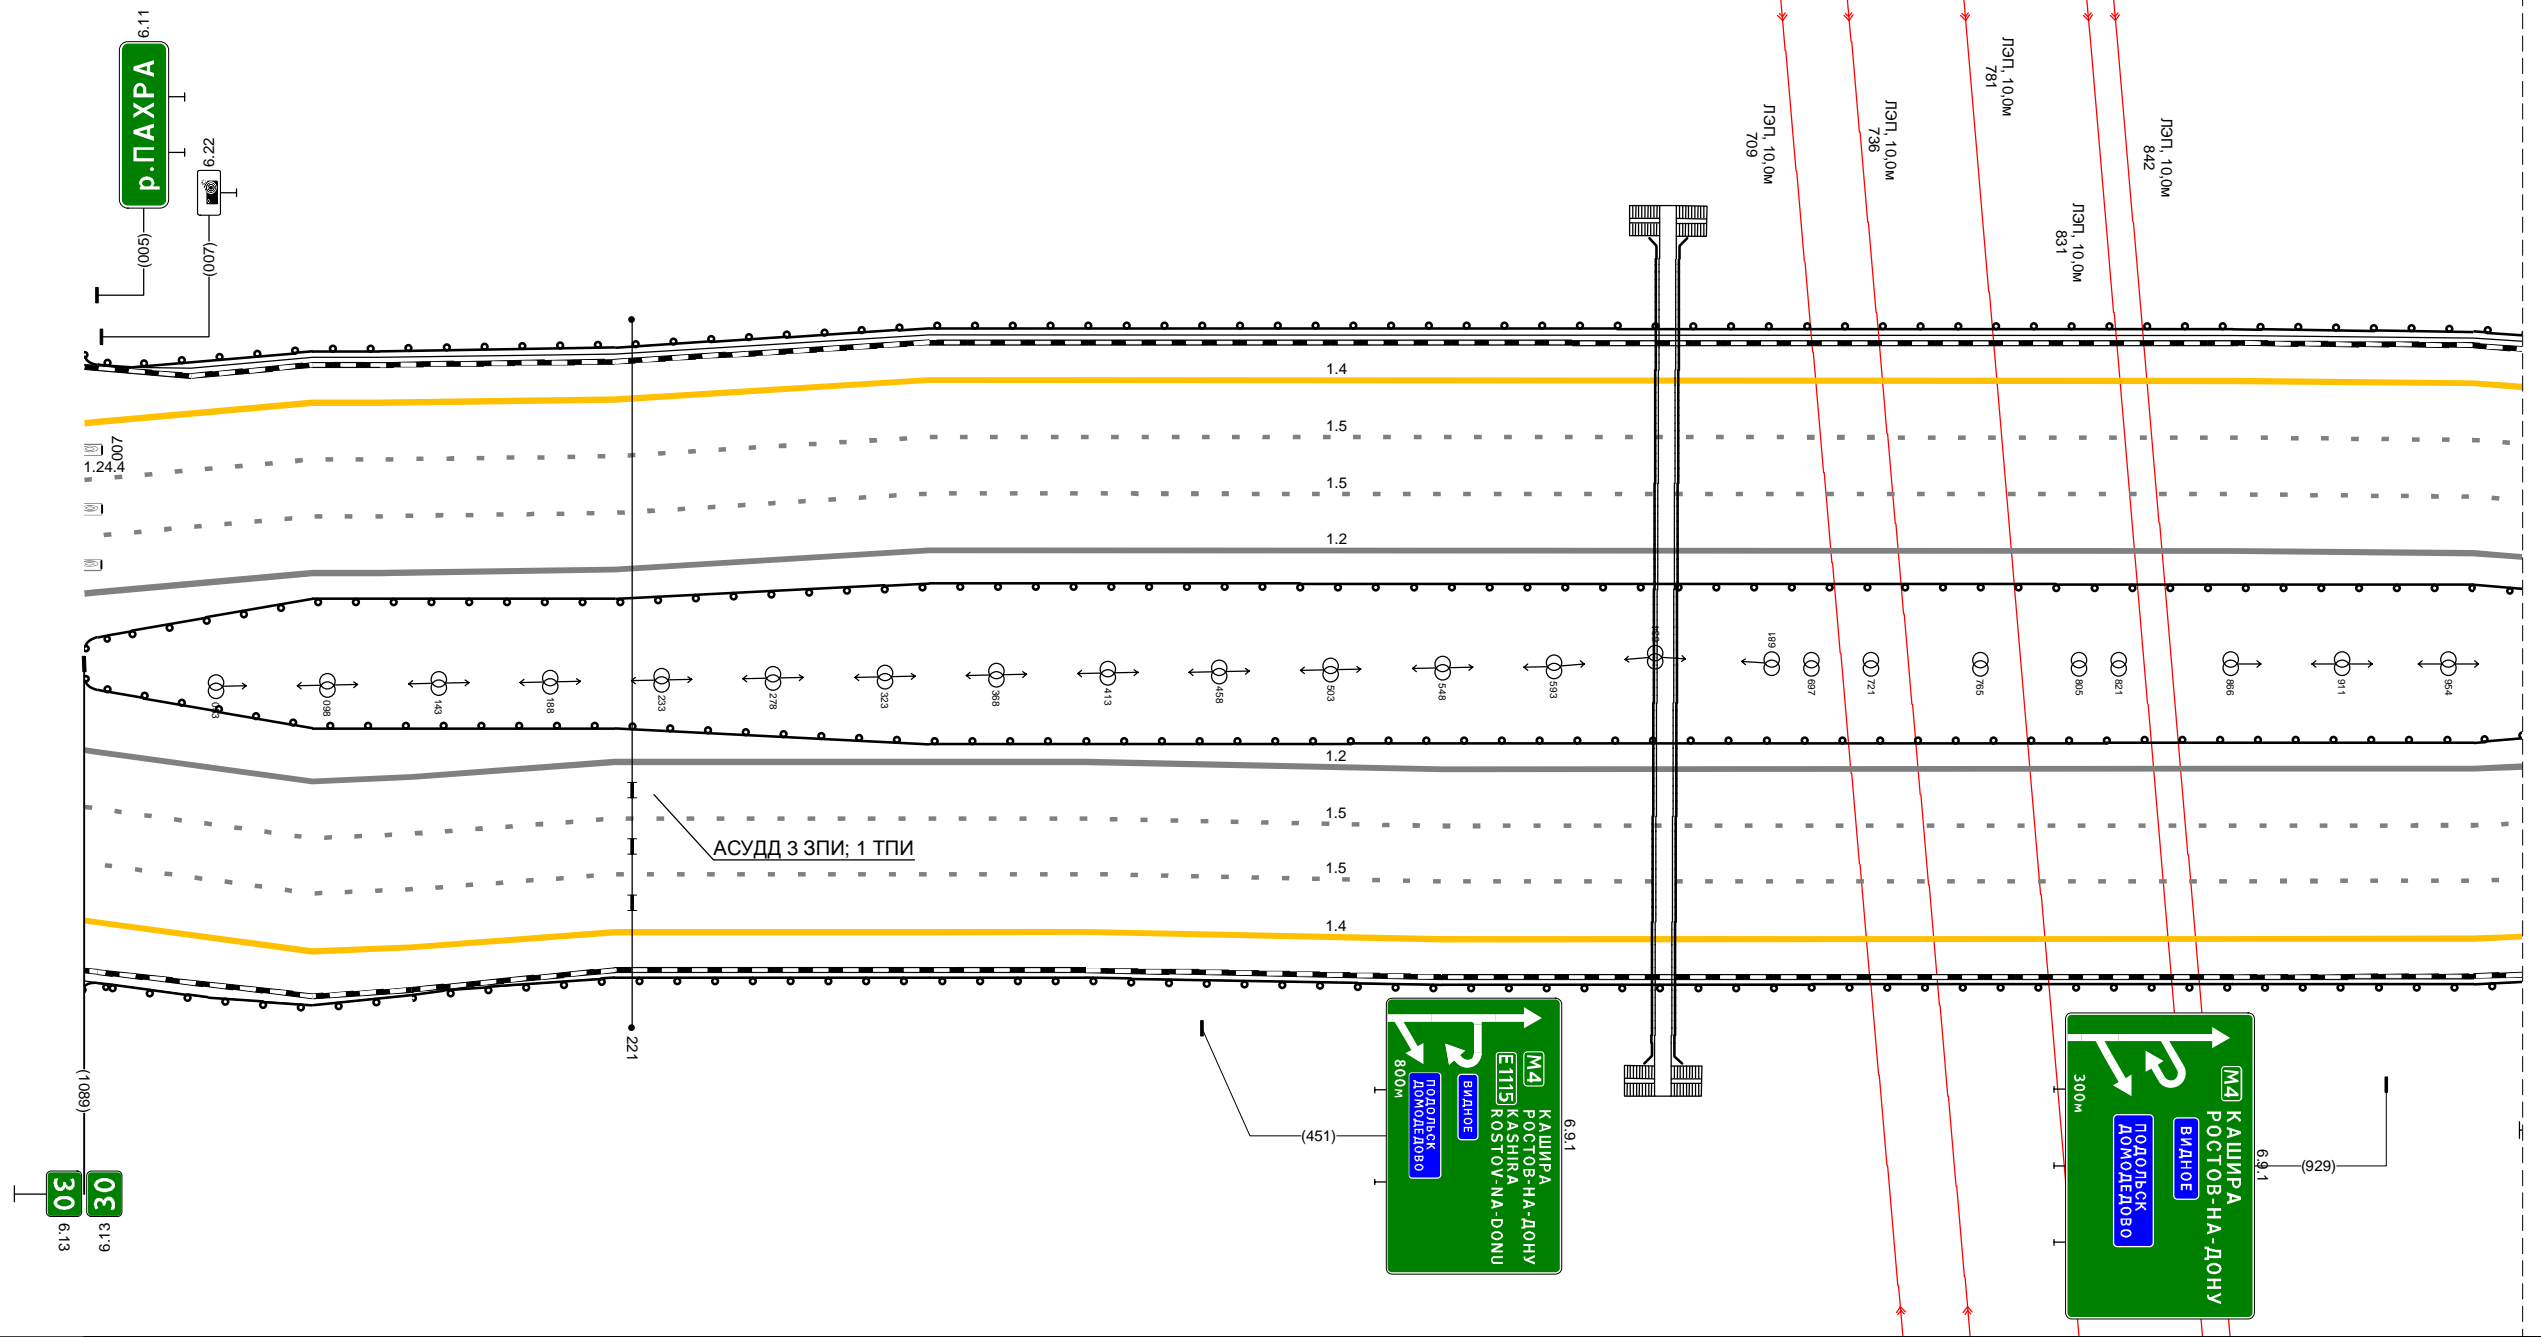 6.11
р.ПАХРА
6.22
(005)
(007)
ЛЭП, 10,0м
709
ЛЭП, 10,0м
736
ЛЭП, 10,0м
781
ЛЭП, 10,0м
831
ЛЭП, 10,0м
842
1.4
1.5
1.5
1.2
007
1.24.4
098
143
188
233
278
323
368
413
458
503
548
593
681
697
721
765
805
821
866
911
954
1.2
1.5
1.5
1.4
АСУДД 3 ЗПИ; 1 ТПИ
221
(1089)
30
30
6.13
6.13
(451)
6.9.1
М4
КАШИРА
РОСТОВ-НА-ДОНУ
E1115
KASHIRA
ROSTOV-NA-DONU
ВИДНОЕ
ПОДОЛЬСК
ДОМОДЕДОВО
800м
(929)
6.9.1
М4
КАШИРА
РОСТОВ-НА-ДОНУ
ВИДНОЕ
ПОДОЛЬСК
ДОМОДЕДОВО
300м